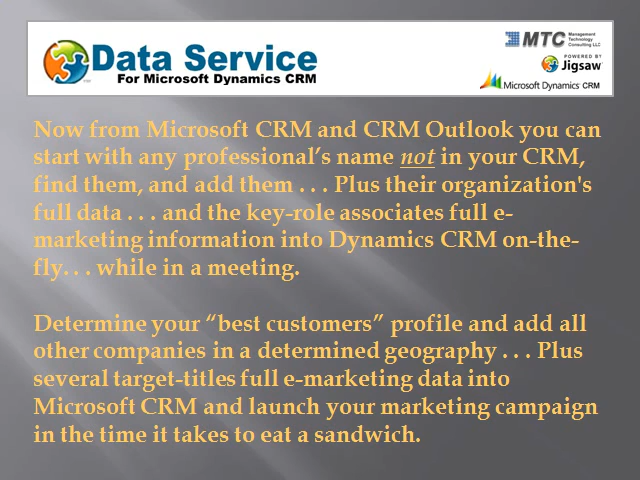 Data Service
For Microsoft Dynamics CRM
MTC Management
Technology
Consulting LLC
POWERED BY
Jigsaw
Microsoft Dynamics CRM
Now from Microsoft CRM and CRM Outlook you can
start with any professional’s name not in your CRM,
find them, and add them . . . Plus their organization's
full data . . . and the key-role associates full e-
marketing information into Dynamics CRM on-the-
fly. . . while in a meeting.
Determine your “best customers” profile and add all
other companies in a determined geography . . . Plus
several target-titles full e-marketing data into
Microsoft CRM and launch your marketing campaign
in the time it takes to eat a sandwich.